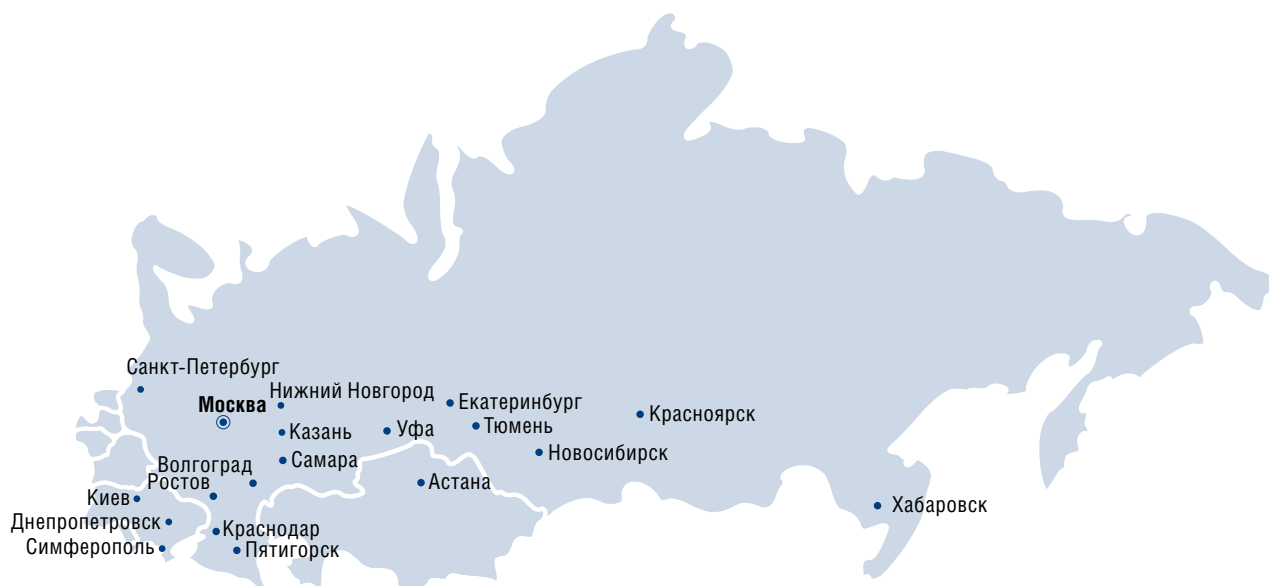 Санкт-Петербург
Нижний Новгород
Москва
Екатеринбург
Красноярск
Тюмень
Казань
Уфа
Новосибирск
Самара
Волгоград
Ростов
Астана
Киев
Хабаровск
Днепропетровск
Краснодар
Симферополь
Пятигорск